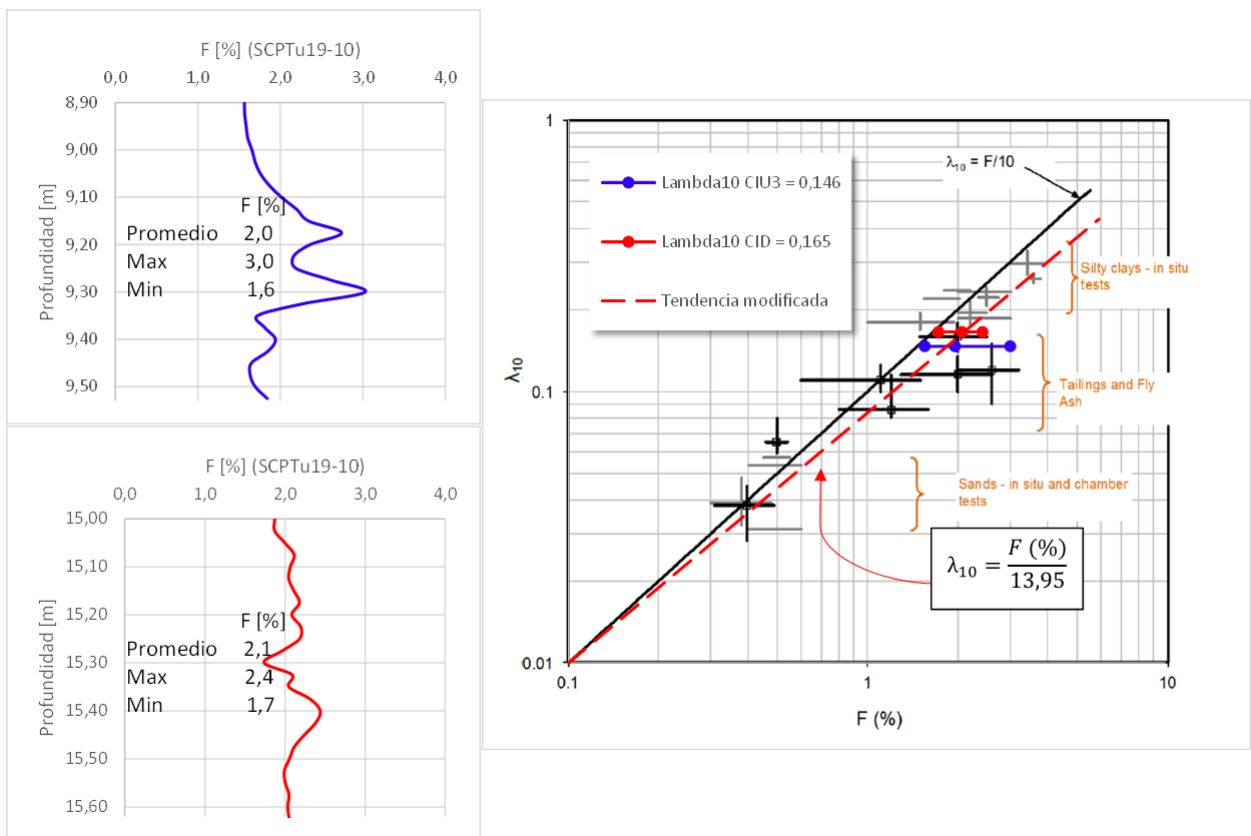 F [%] (SCPTu19-10)
0,0 1,0 2,0 3,0 4,0
8,90
9,00
9,10
9,20
9,30
9,40
9,50
Profundidad [m]
F [%]
Promedio 2,0
Max 3,0
Min 1,6
F [%] (SCPTu19-10)
0,0 1,0 2,0 3,0 4,0
15,00
15,10
15,20
15,30
15,40
15,50
15,60
Profundidad [m]
F [%]
Promedio 2,1
Max 2,4
Min 1,7
1
0.1
0.01
λ10
0.1 1 10
F (%)
Lambda10 CIU3 = 0,146
Lambda10 CID = 0,165
Tendencia modificada
λ10 = F/10
Silty clays - in situ
tests
Tailings and Fly
Ash
Sands - in situ and chamber
tests
λ10 = F (%) / 13,95